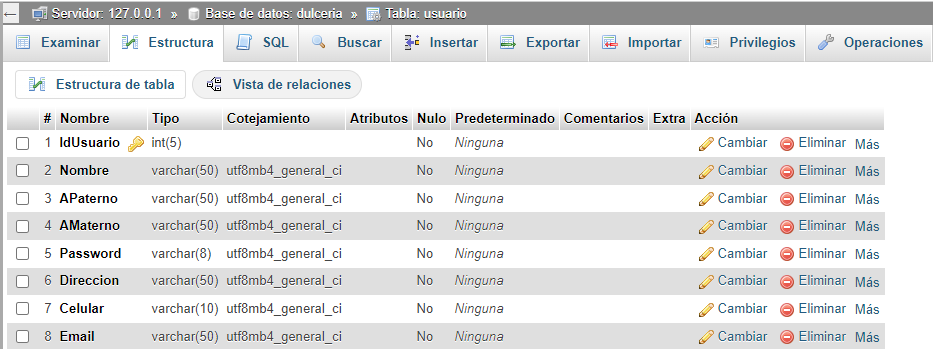 ← Servidor: 127.0.0.1 » Base de datos: dulceria » Tabla: usuario
Examinar Estructura SQL Buscar Insertar Exportar Importar Privilegios Operaciones
Estructura de tabla Vista de relaciones
# Nombre Tipo Cotejamiento Atributos Nulo Predeterminado Comentarios Extra Acción
1 IdUsuario int(5) No Ninguna Cambiar Eliminar Más
2 Nombre varchar(50) utf8mb4_general_ci No Ninguna Cambiar Eliminar Más
3 APaterno varchar(50) utf8mb4_general_ci No Ninguna Cambiar Eliminar Más
4 AMaterno varchar(50) utf8mb4_general_ci No Ninguna Cambiar Eliminar Más
5 Password varchar(8) utf8mb4_general_ci No Ninguna Cambiar Eliminar Más
6 Direccion varchar(50) utf8mb4_general_ci No Ninguna Cambiar Eliminar Más
7 Celular varchar(10) utf8mb4_general_ci No Ninguna Cambiar Eliminar Más
8 Email varchar(50) utf8mb4_general_ci No Ninguna Cambiar Eliminar Más